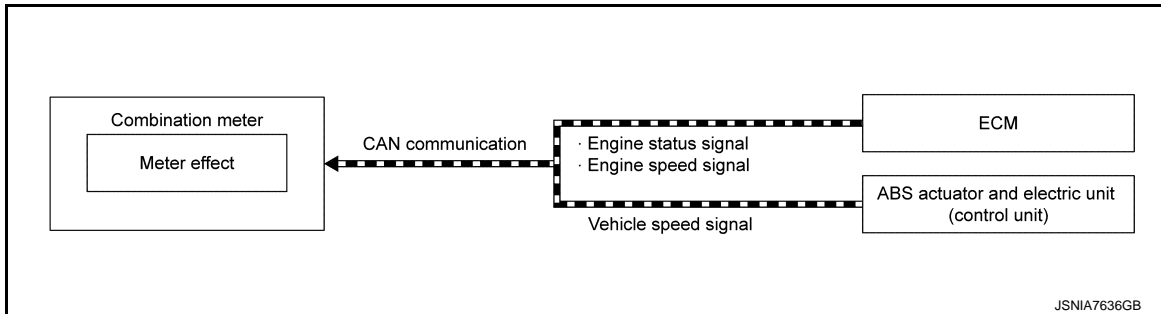 Combination meter
Meter effect
CAN communication
· Engine status signal
· Engine speed signal
Vehicle speed signal
ECM
ABS actuator and electric unit
(control unit)
JSNIA7636GB